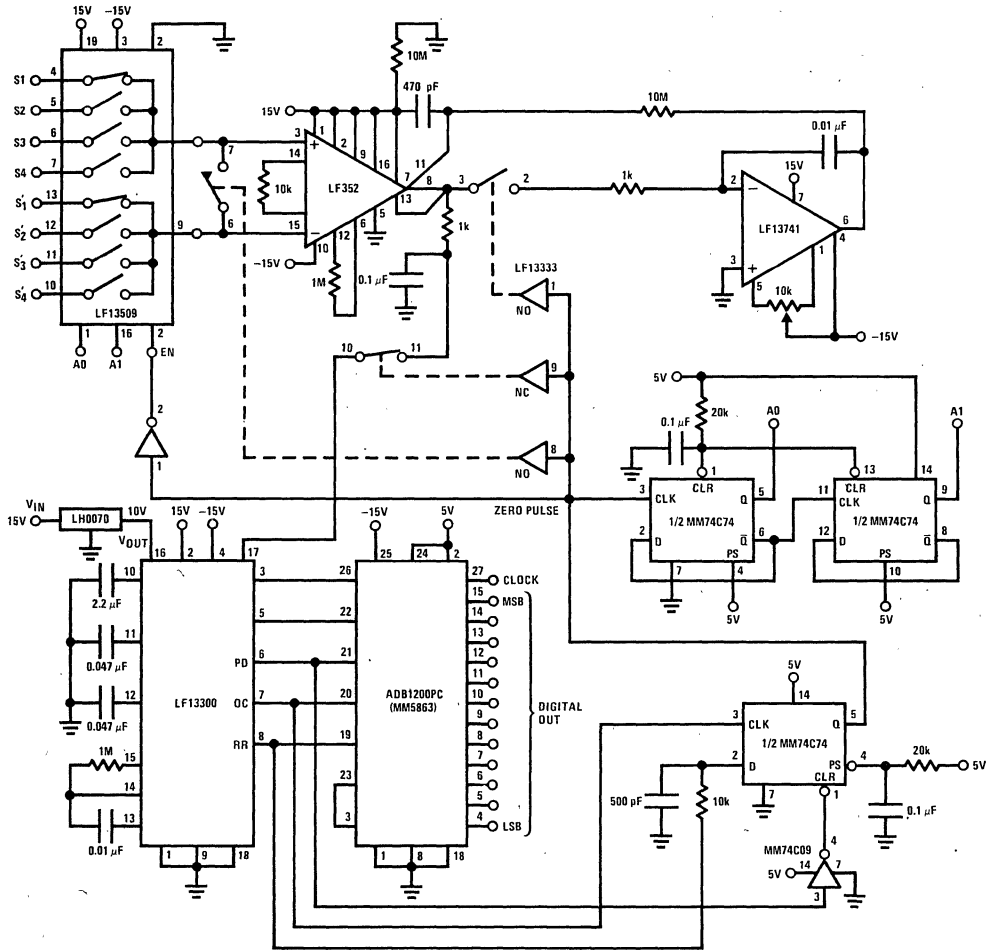 15V -15V
19 3 2
S1 4
S2 5
S3 6
S4 7
S'1 13
S'2 12
S'3 11
S'4 10
9
LF13509
1 16 2
A0 A1 EN
2
1
7
6
10M
470 pF
15V
3 1 2 9 16 7 11
14
10k
LF352
8
13
15
10 12 6 5
-15V
1M
0.1 µF
1k
3 2
1k
10M
0.01 µF
15V
2 7
LF13741
6
4
3
1
5
10k
-15V
LF13333
1
NO
10 11
9
NC
8
NO
ZERO PULSE
5V
20k
0.1 µF
A0 A1
1 13 14
3 CLK CLR Q 5
1/2 MM74C74
2 D Q̅ 6
PS
7 4
5V
11 CLR CLK Q 9
1/2 MM74C74
12 D Q̅ 8
PS
10
5V
VIN
15V LH0070 10V
VOUT
15V -15V
16 2 4 17
10
2.2 µF
11
0.047 µF
12
0.047 µF
1M 15
14
13
0.01 µF
LF13300
3
5
PD 6
OC 7
RR 8
1 9 18
-15V 5V
25 24 2
26
22
21
20
19
23
3
ADB1200PC
(MM5863)
1 8 18
27 CLOCK
15 MSB
14
13
12
11
10
9
8
7
6
5
4 LSB
DIGITAL
OUT
5V
14
3 CLK Q 5
1/2 MM74C74
2 D PS 4
CLR
7 1
20k
5V
0.1 µF
500 pF
10k
MM74C09
4
5V 14 7
3